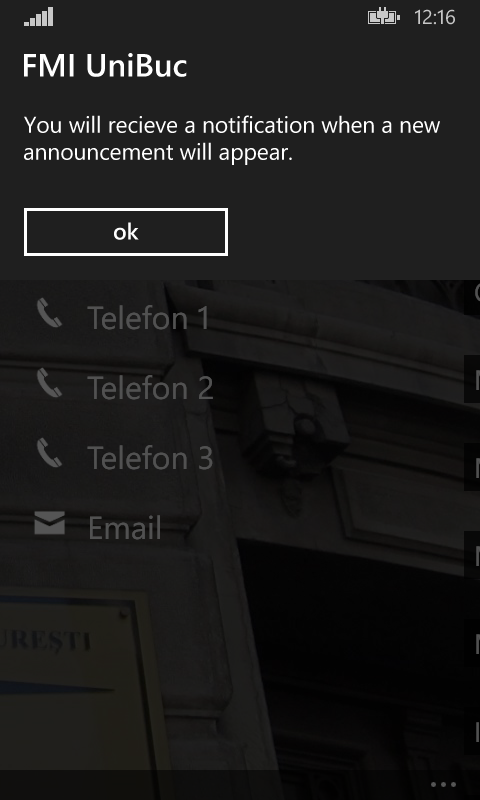 12:16
FMI UniBuc
You will recieve a notification when a new
announcement will appear.
ok
Telefon 1
Telefon 2
Telefon 3
Email
UREȘTI